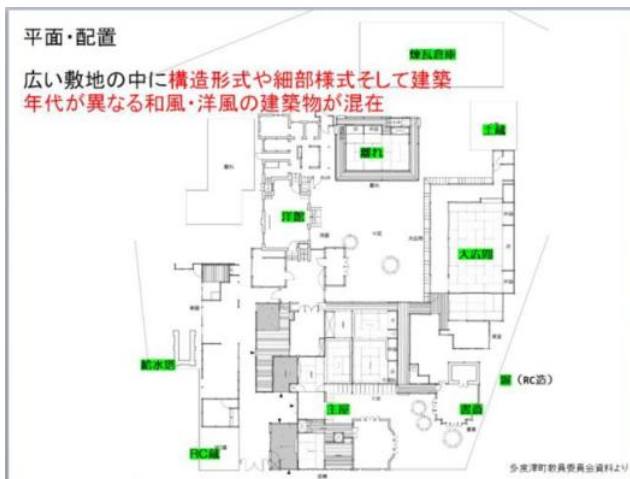 平面・配置
広い敷地の中に構造形式や細部様式そして建築
年代が異なる和風・洋風の建築物が混在
煉瓦倉庫
土蔵
離れ
洋館
大広間
給水塔
塀（RC造）
主屋
書斎
RC蔵
多度津町教育委員会資料より